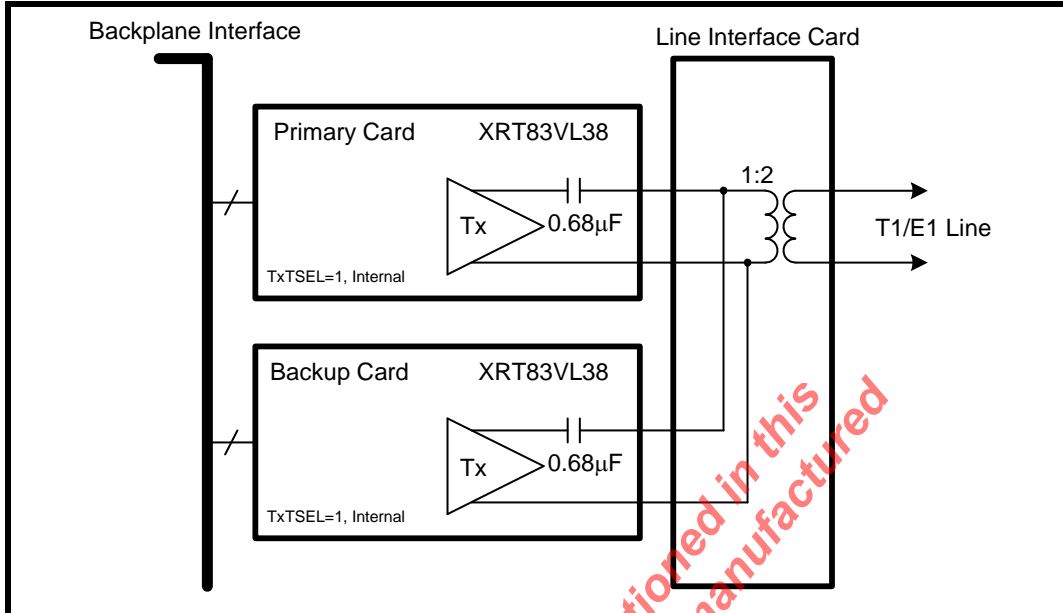 Backplane Interface
Line Interface Card
Primary Card XRT83VL38
1:2
Tx
0.68μF
T1/E1 Line
TxTSEL=1, Internal
Backup Card XRT83VL38
Tx
0.68μF
TxTSEL=1, Internal
tioned in this
manufactured